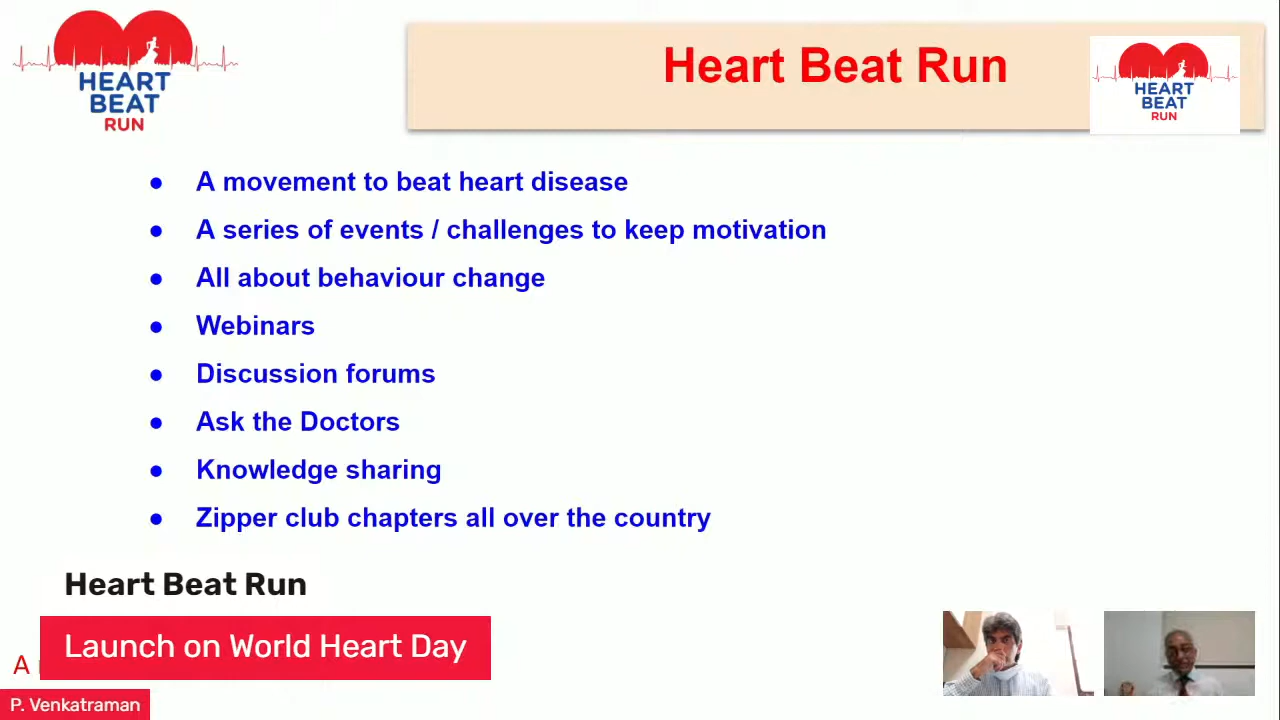 HEART
BEAT
RUN
Heart Beat Run
HEART
BEAT
RUN
● A movement to beat heart disease
● A series of events / challenges to keep motivation
● All about behaviour change
● Webinars
● Discussion forums
● Ask the Doctors
● Knowledge sharing
● Zipper club chapters all over the country
Heart Beat Run
Launch on World Heart Day
A
P. Venkatraman